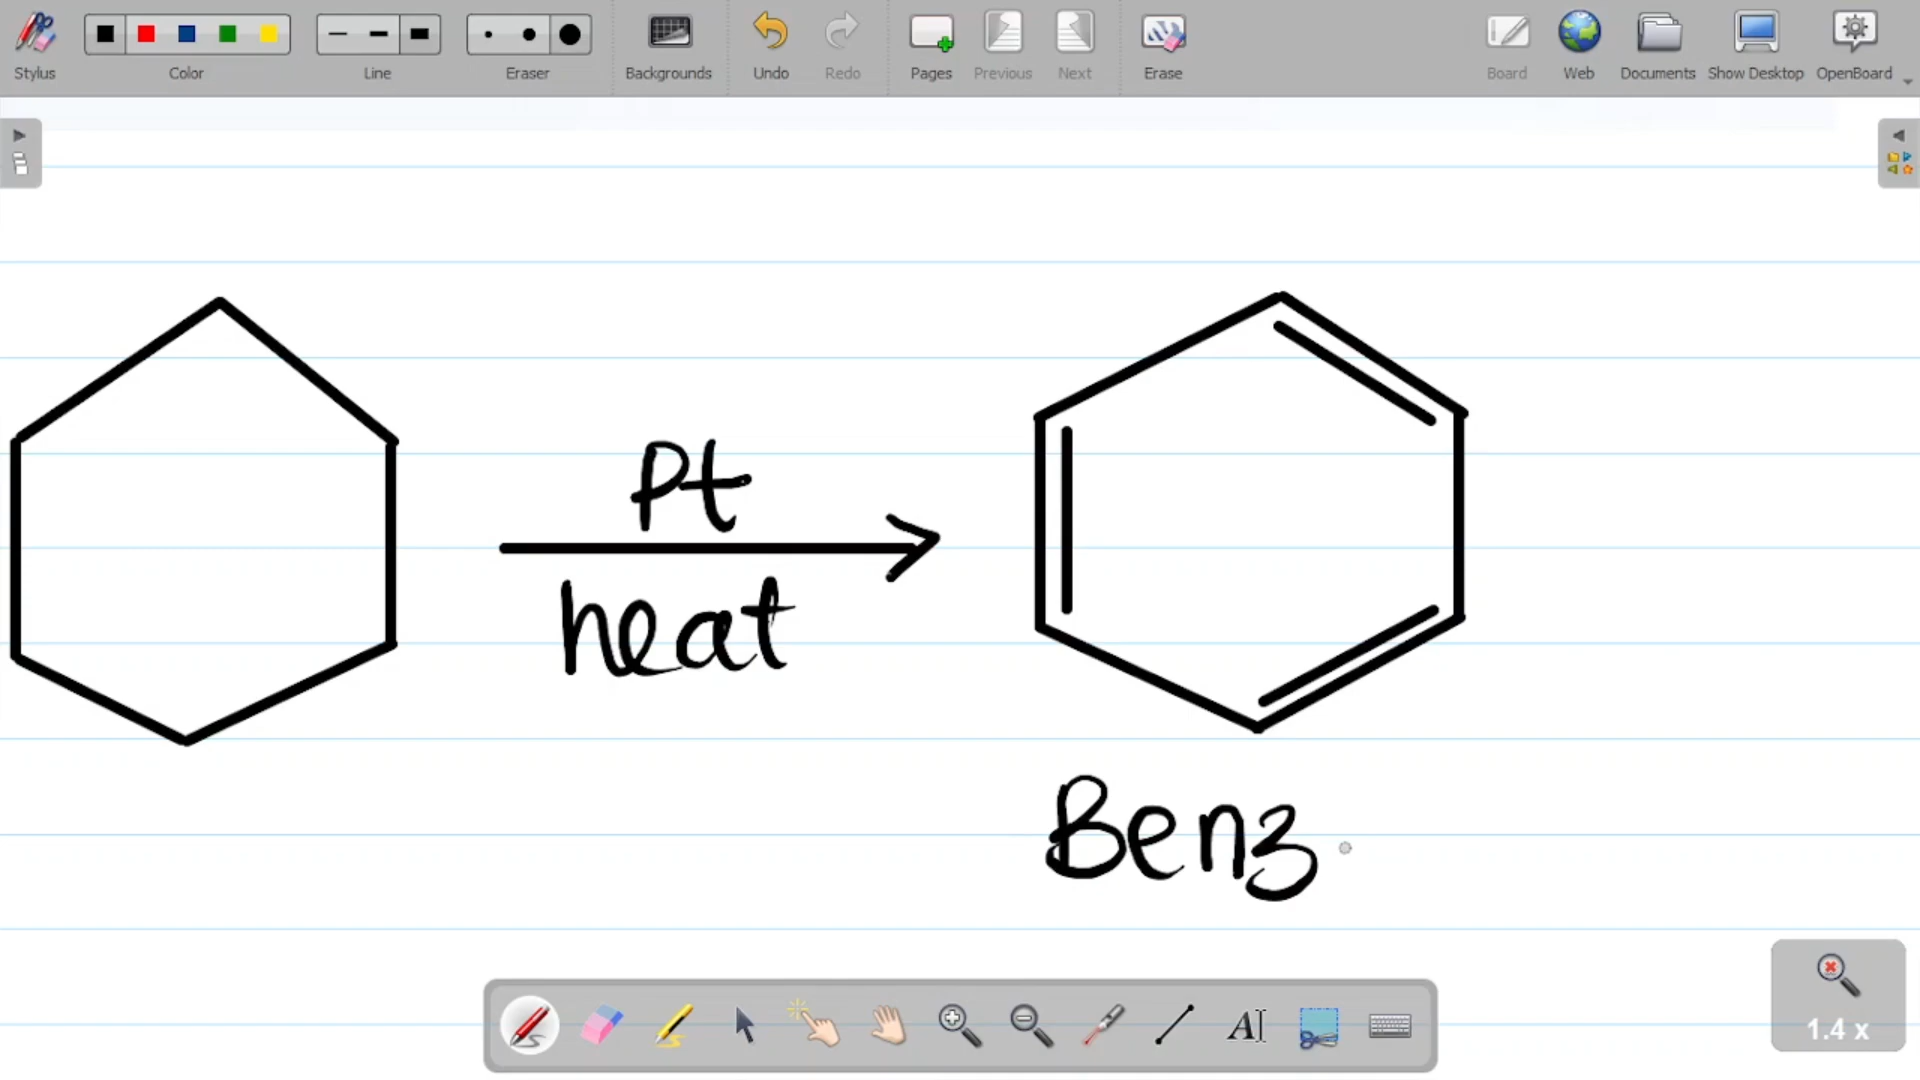 Stylus Color Line Eraser Backgrounds Undo Redo Pages Previous Next Erase Board Web Documents Show Desktop OpenBoard
Pt
heat
Benz
AI
1.4 x